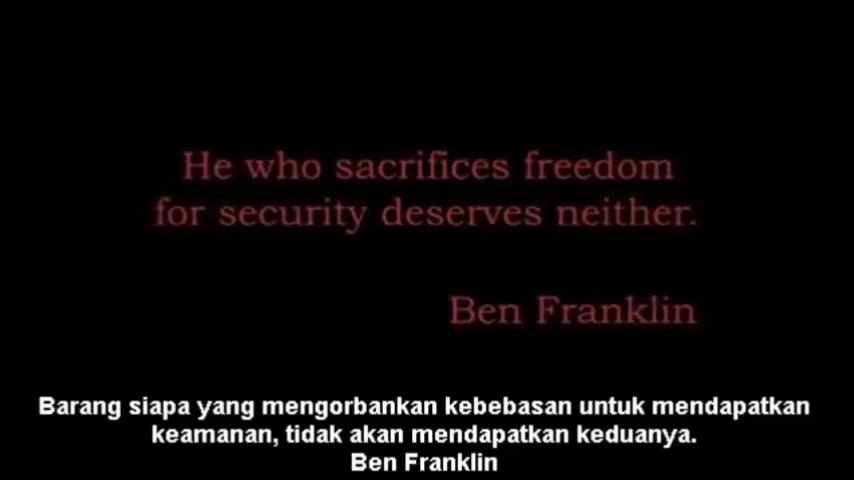 He who sacrifices freedom
for security deserves neither.
Ben Franklin
Barang siapa yang mengorbankan kebebasan untuk mendapatkan
keamanan, tidak akan mendapatkan keduanya.
Ben Franklin